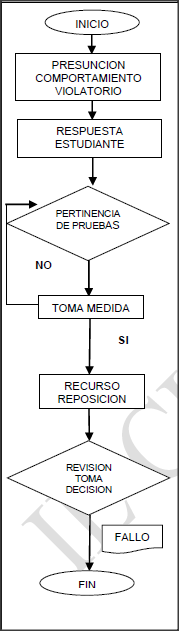 INICIO
PRESUNCION
COMPORTAMIENTO
VIOLATORIO
RESPUESTA
ESTUDIANTE
PERTINENCIA
DE PRUEBAS
NO
TOMA MEDIDA
SI
RECURSO
REPOSICION
REVISION
TOMA
DECISION
FALLO
FIN